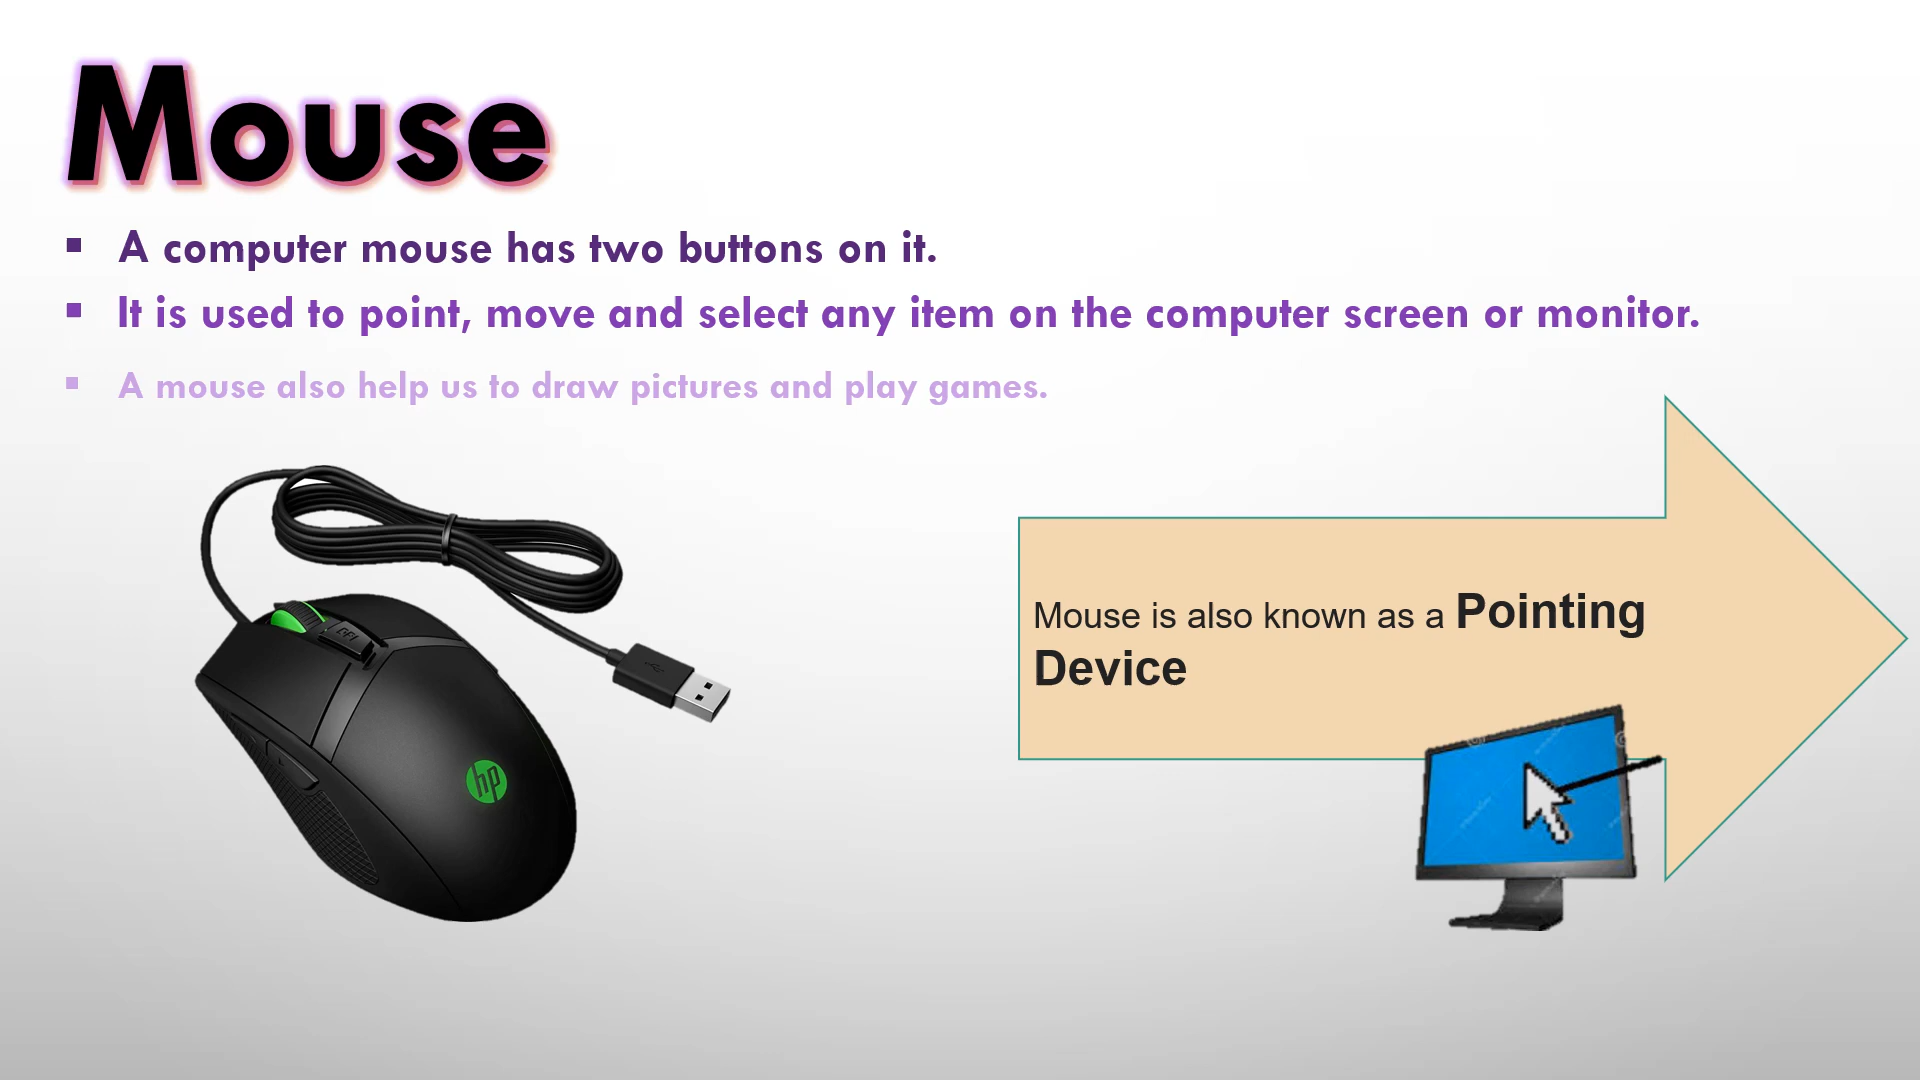 Mouse
▪ A computer mouse has two buttons on it.
▪ It is used to point, move and select any item on the computer screen or monitor.
▪ A mouse also help us to draw pictures and play games.
Mouse is also known as a Pointing
Device
hp